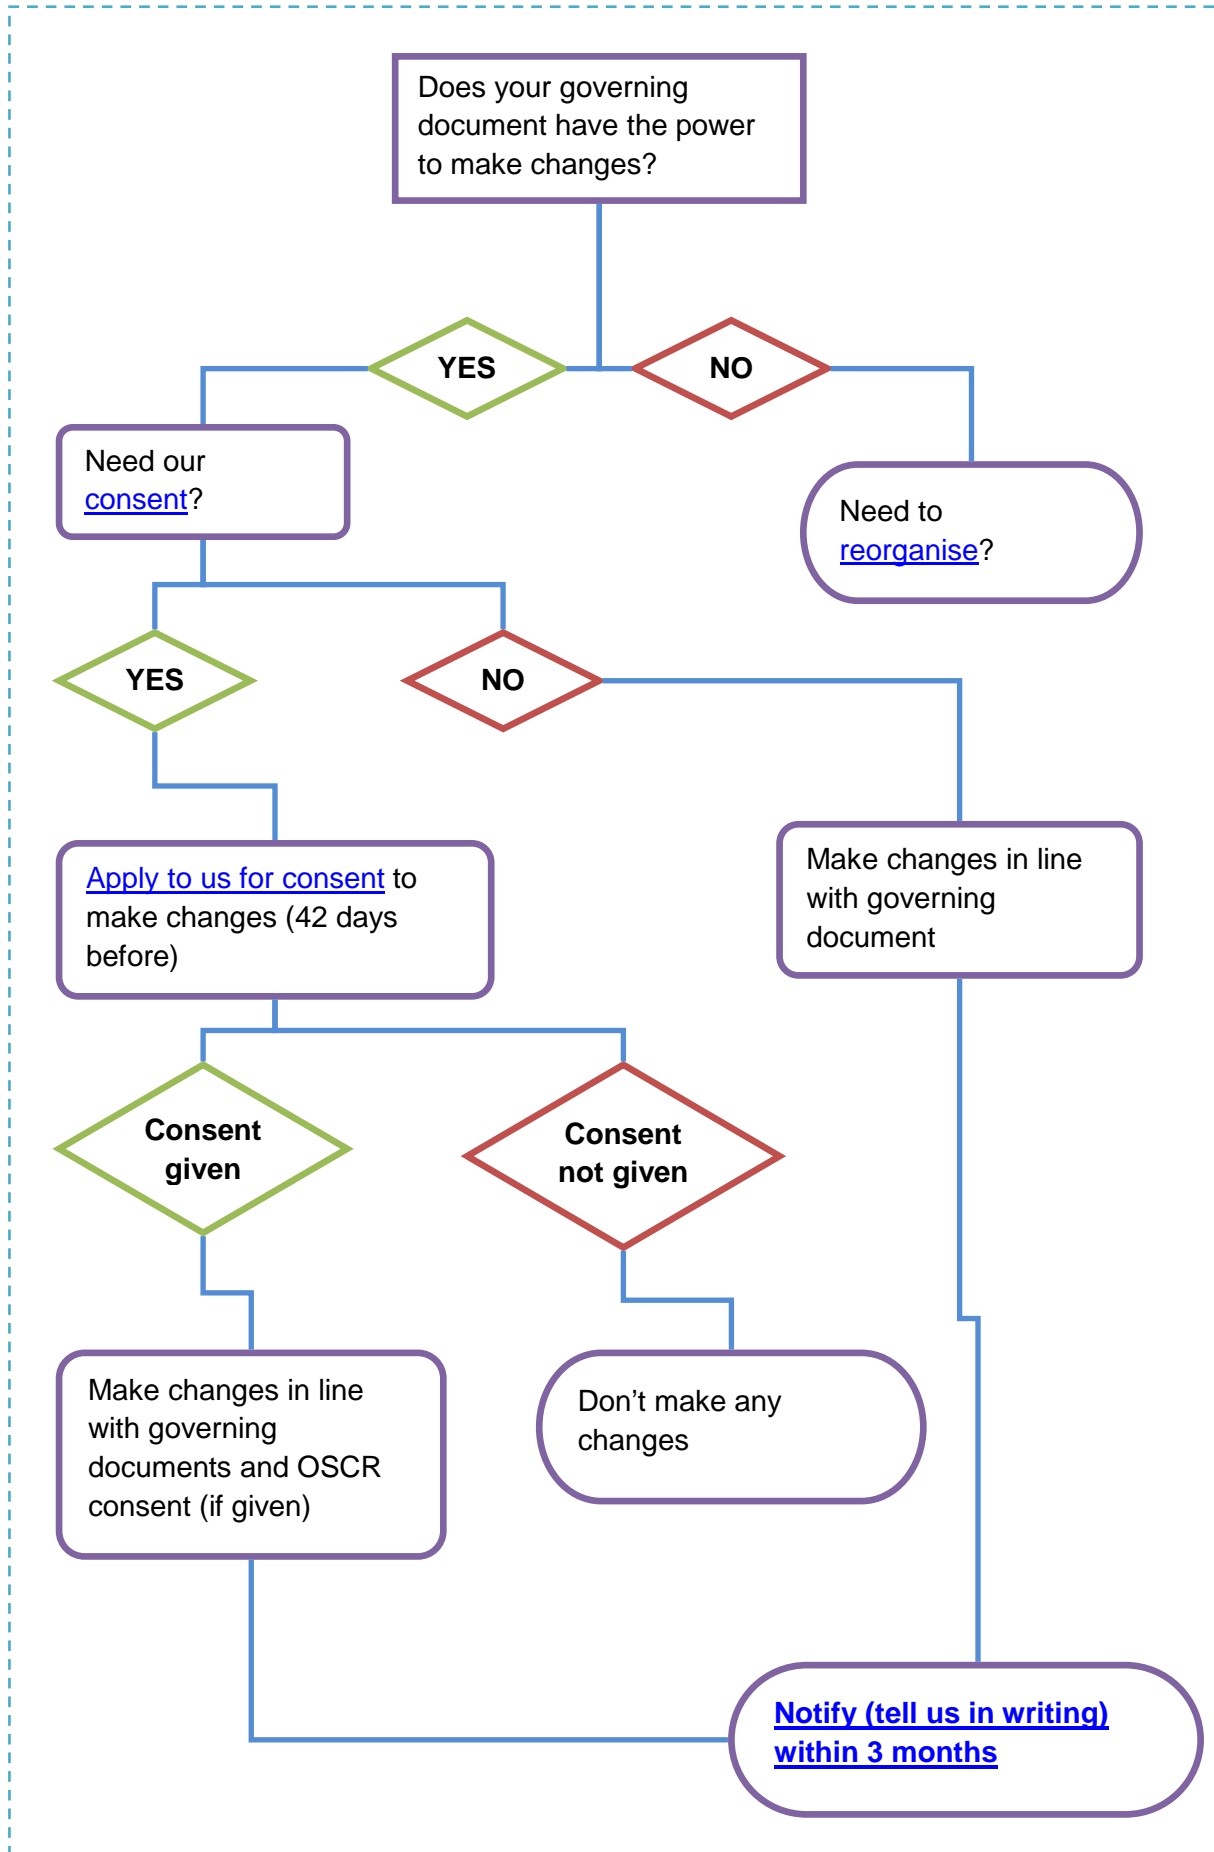 Does your governing
document have the power
to make changes?
YES
NO
Need our
consent?
Need to
reorganise?
YES
NO
Apply to us for consent to
make changes (42 days
before)
Make changes in line
with governing
document
Consent
given
Consent
not given
Make changes in line
with governing
documents and OSCR
consent (if given)
Don’t make any
changes
Notify (tell us in writing)
within 3 months